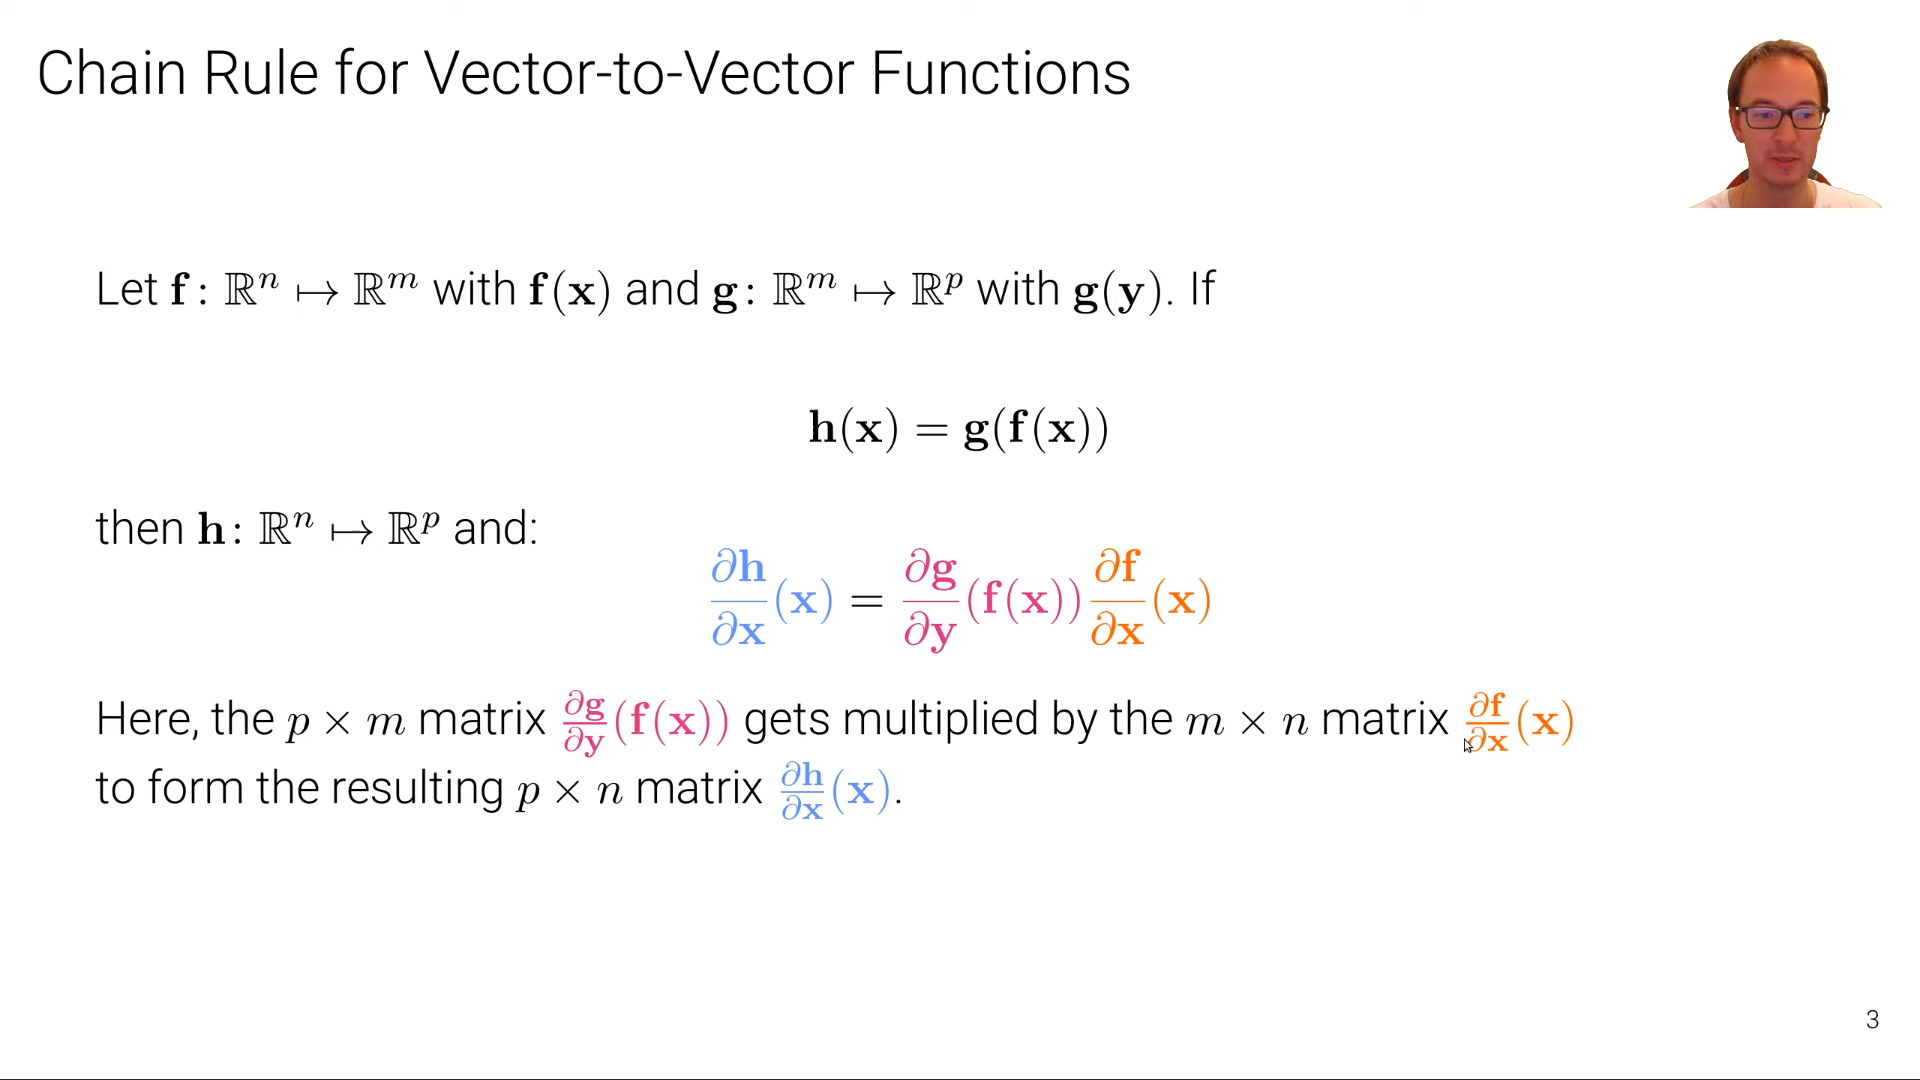 Chain Rule for Vector-to-Vector Functions
Let f : ℝⁿ ↦ ℝᵐ with f(x) and g : ℝᵐ ↦ ℝᵖ with g(y). If
h(x) = g(f(x))
then h : ℝⁿ ↦ ℝᵖ and:
∂h/∂x (x) = ∂g/∂y (f(x)) ∂f/∂x (x)
Here, the p × m matrix ∂g/∂y (f(x)) gets multiplied by the m × n matrix ∂f/∂x (x)
to form the resulting p × n matrix ∂h/∂x (x).
3